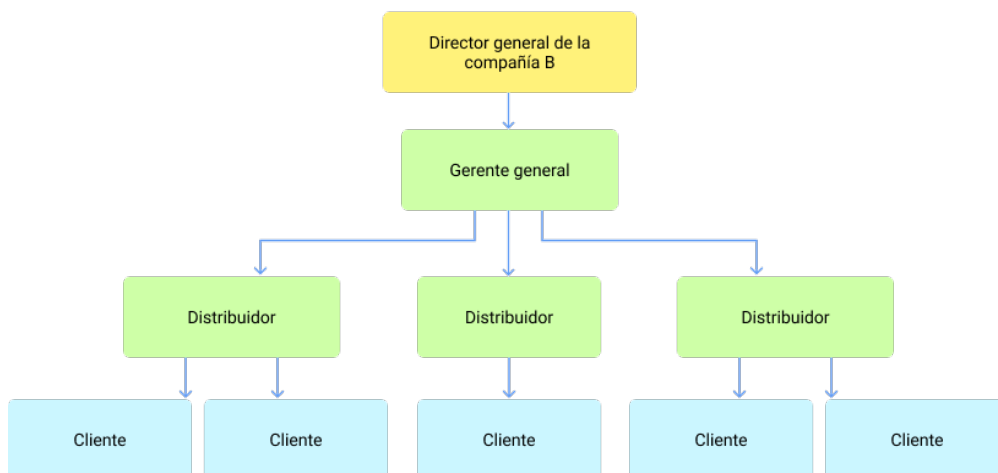 Director general de la
compañía B
Gerente general
Distribuidor
Distribuidor
Distribuidor
Cliente
Cliente
Cliente
Cliente
Cliente